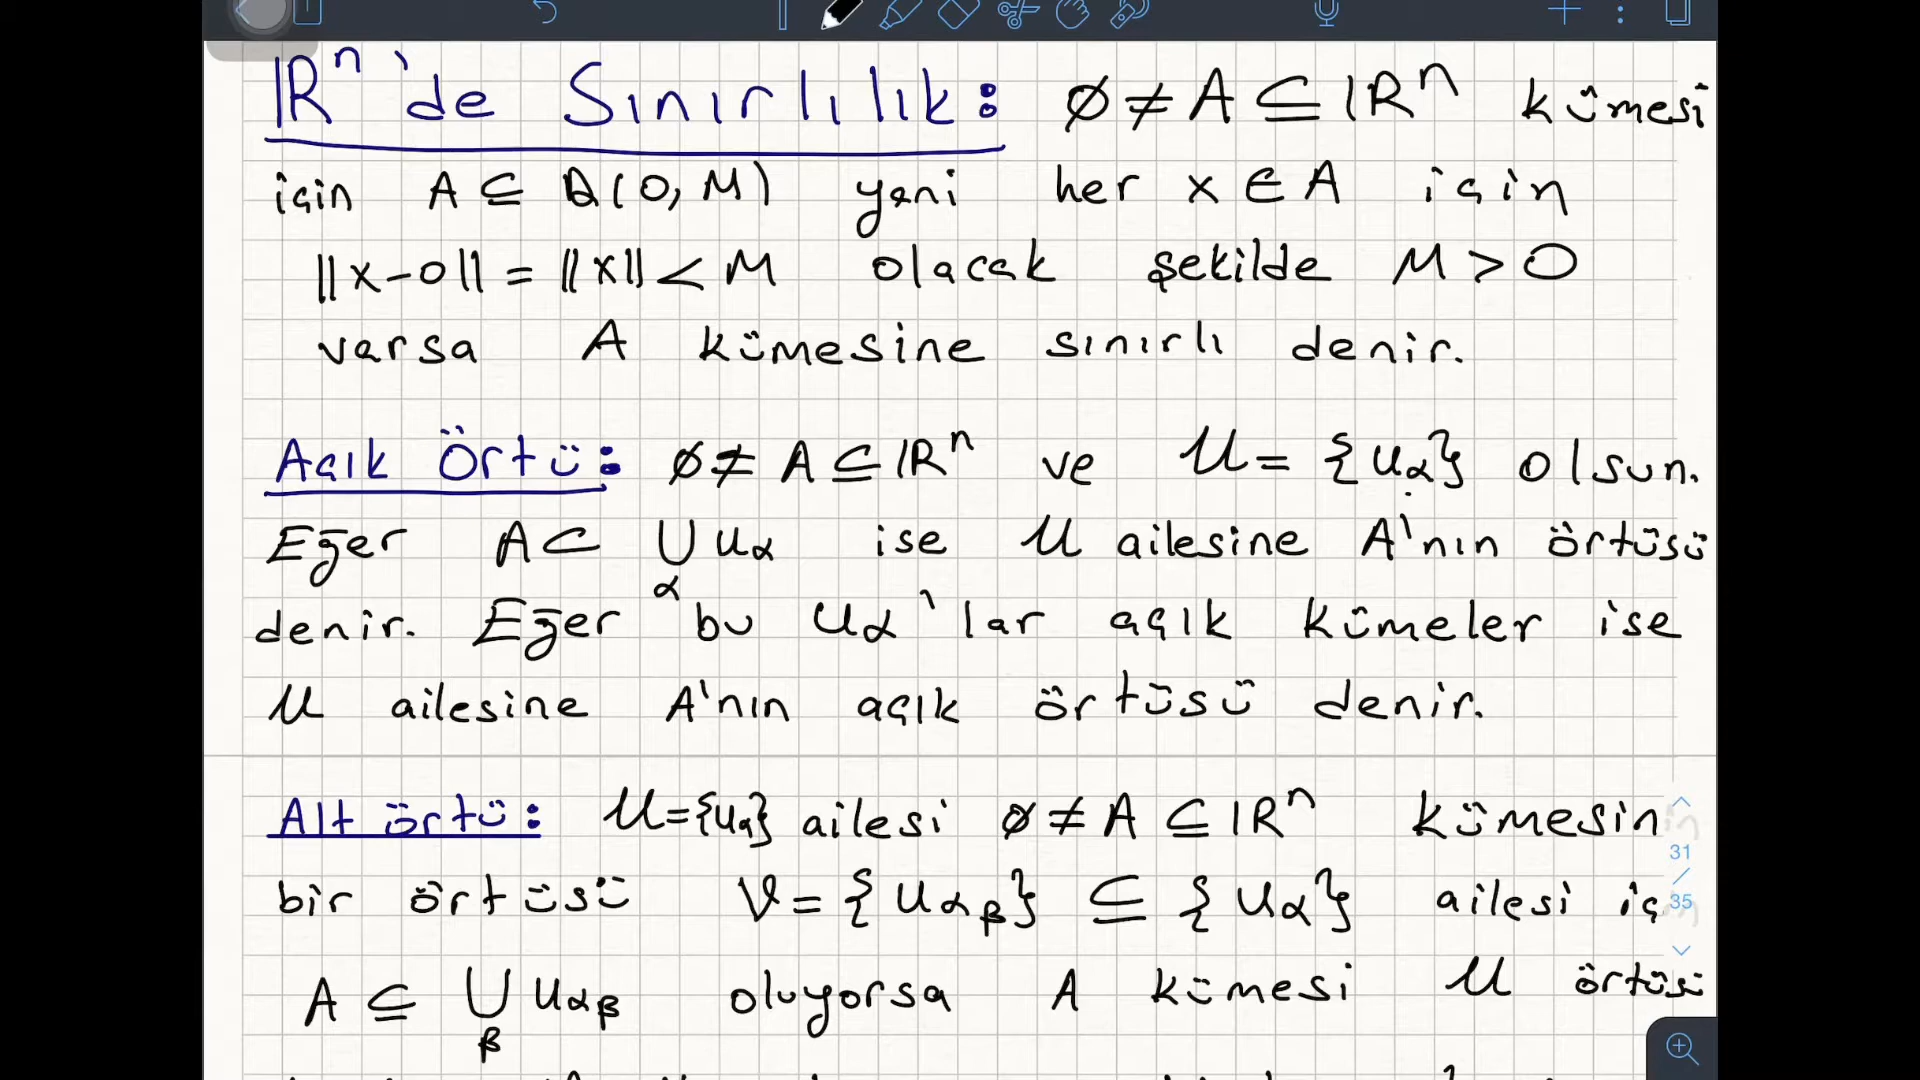 IRⁿ'de Sınırlılık: ∅ ≠ A ⊆ IRⁿ kümesi
için A ⊆ B(0, M) yani her x ∈ A için
||x-0|| = ||x|| < M olacak şekilde M > 0
varsa A kümesine sınırlı denir.
Açık Örtü: ∅ ≠ A ⊆ IRⁿ ve 𝒰 = {u_α} olsun.
Eğer A ⊂ ⋃_α u_α ise 𝒰 ailesine A'nın örtüsü
denir. Eğer bu u_α'lar açık kümeler ise
𝒰 ailesine A'nın açık örtüsü denir.
Alt örtü: 𝒰 = {u_α} ailesi ∅ ≠ A ⊆ IRⁿ kümesin
bir örtüsü 𝒱 = {u_α_β} ⊆ {u_α} ailesi iç
A ⊆ ⋃_β u_α_β oluyorsa A kümesi 𝒰 örtüsü
31
/
35